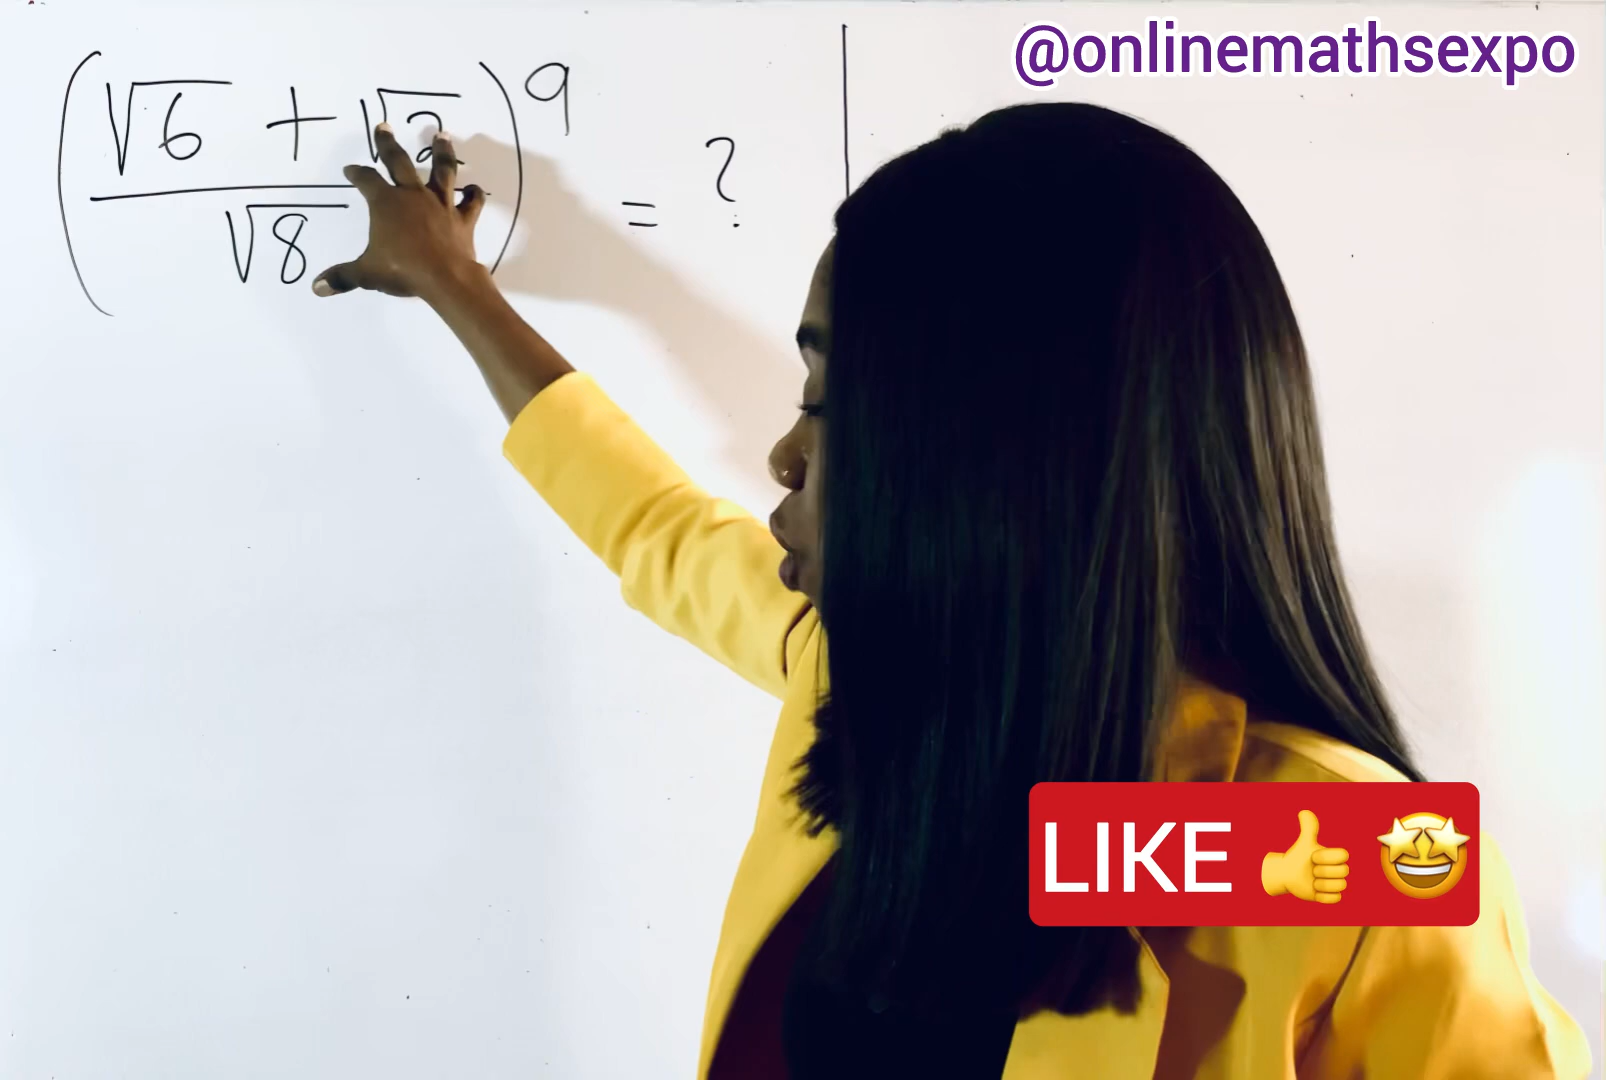 @onlinemathsexpo
(√6 + √2)⁹ = ?
√8
LIKE 👍 🤩